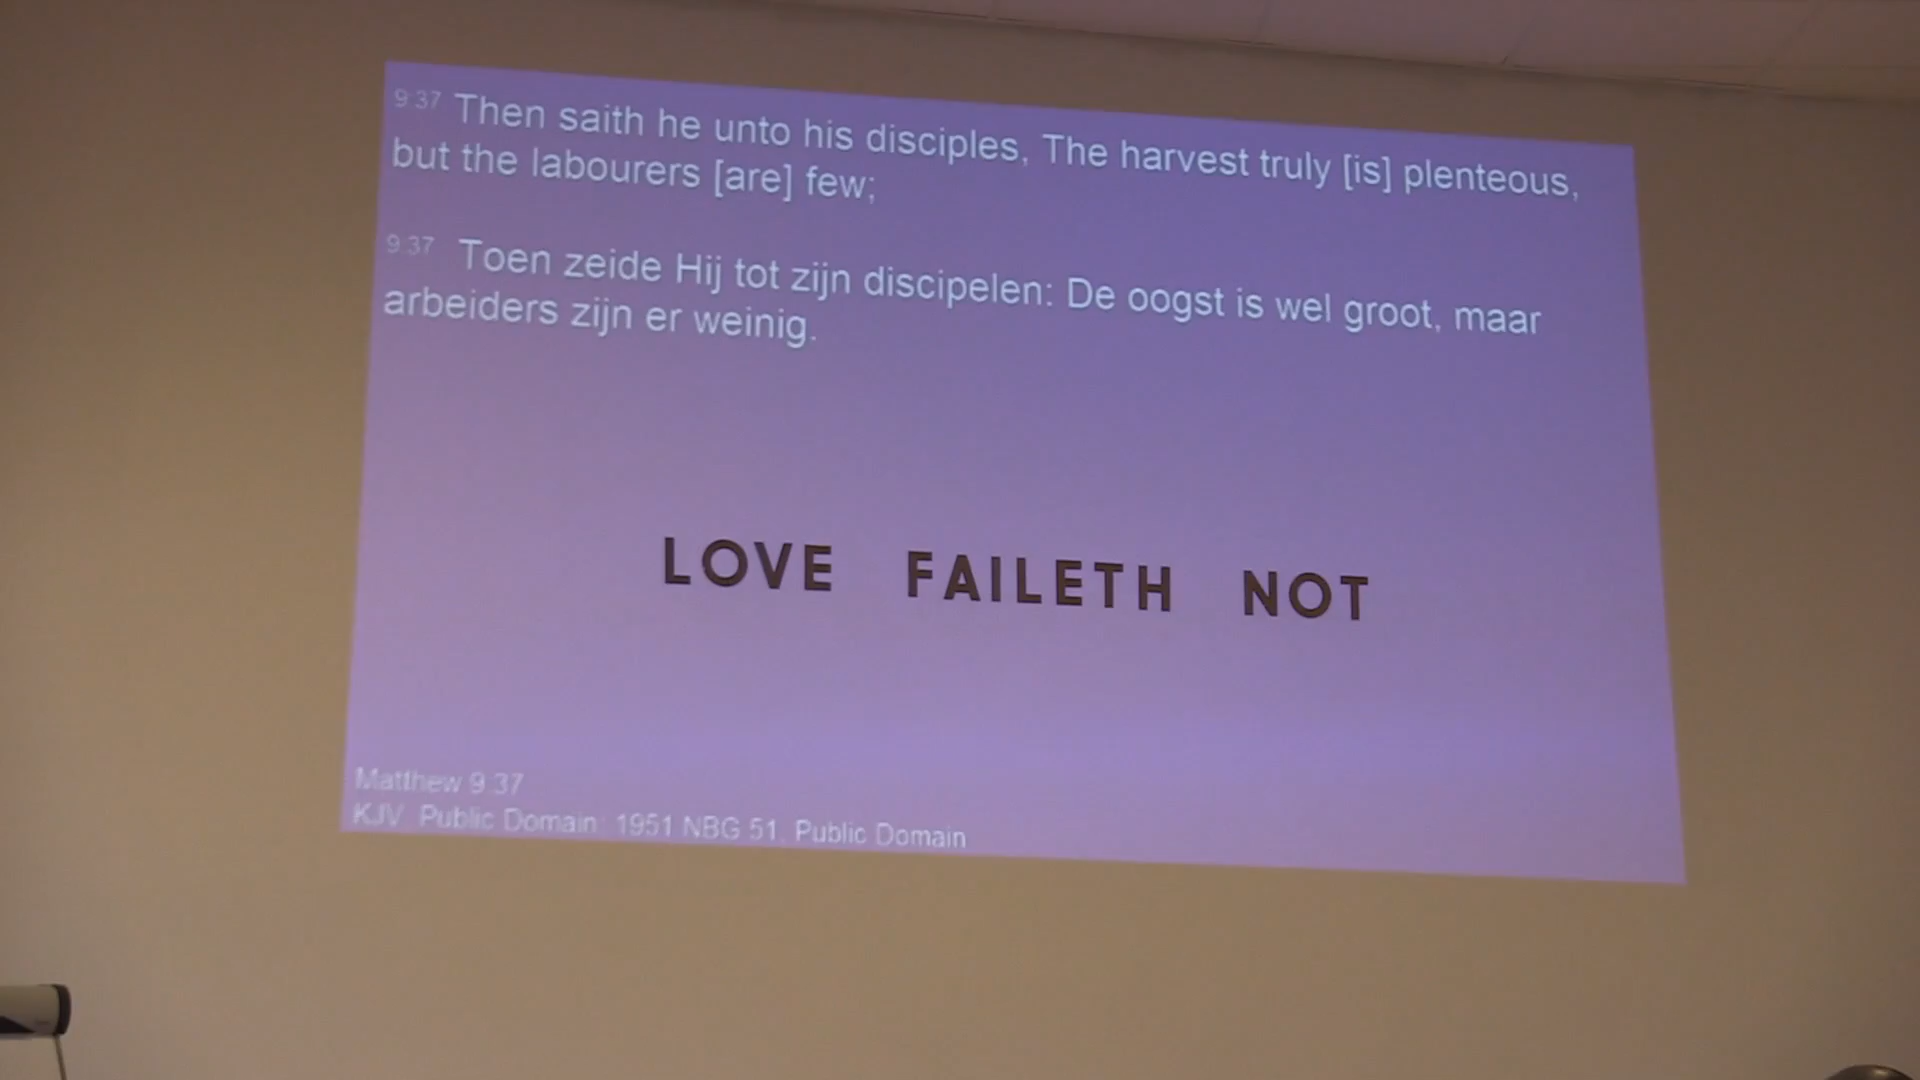 9:37 Then saith he unto his disciples, The harvest truly [is] plenteous,
but the labourers [are] few;
9:37 Toen zeide Hij tot zijn discipelen: De oogst is wel groot, maar
arbeiders zijn er weinig.
LOVE FAILETH NOT
Matthew 9:37
KJV, Public Domain; 1951 NBG 51, Public Domain